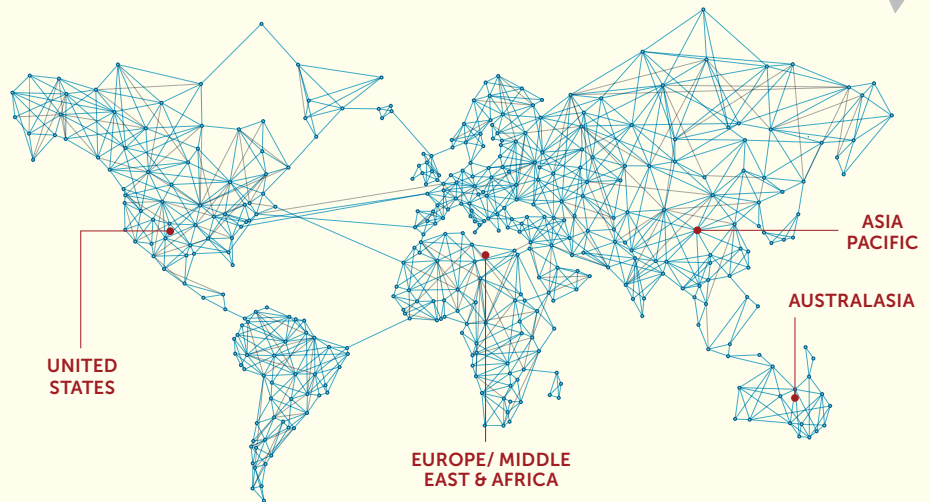 ASIA
PACIFIC
AUSTRALASIA
UNITED
STATES
EUROPE/ MIDDLE
EAST & AFRICA